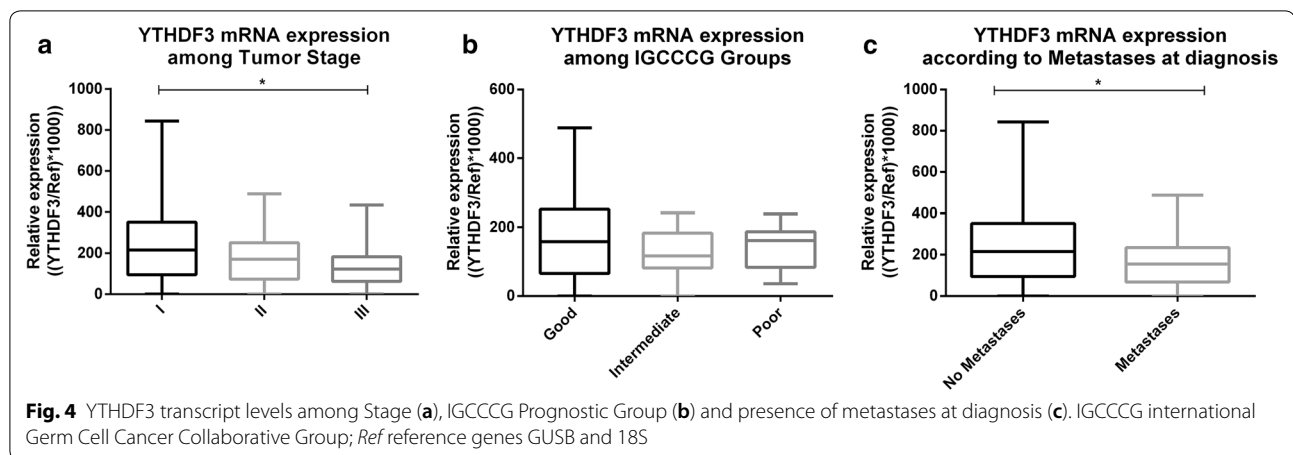 a
YTHDF3 mRNA expression
among Tumor Stage
*
Relative expression
((YTHDF3/Ref)*1000))
1000
800
600
400
200
0
I
II
III
b
YTHDF3 mRNA expression
among IGCCCG Groups
Relative expression
((YTHDF3/Ref)*1000))
600
400
200
0
Good
Intermediate
Poor
c
YTHDF3 mRNA expression
according to Metastases at diagnosis
*
Relative expression
((YTHDF3/Ref)*1000))
1000
800
600
400
200
0
No Metastases
Metastases
Fig. 4 YTHDF3 transcript levels among Stage (a), IGCCCG Prognostic Group (b) and presence of metastases at diagnosis (c). IGCCCG international
Germ Cell Cancer Collaborative Group; Ref reference genes GUSB and 18S